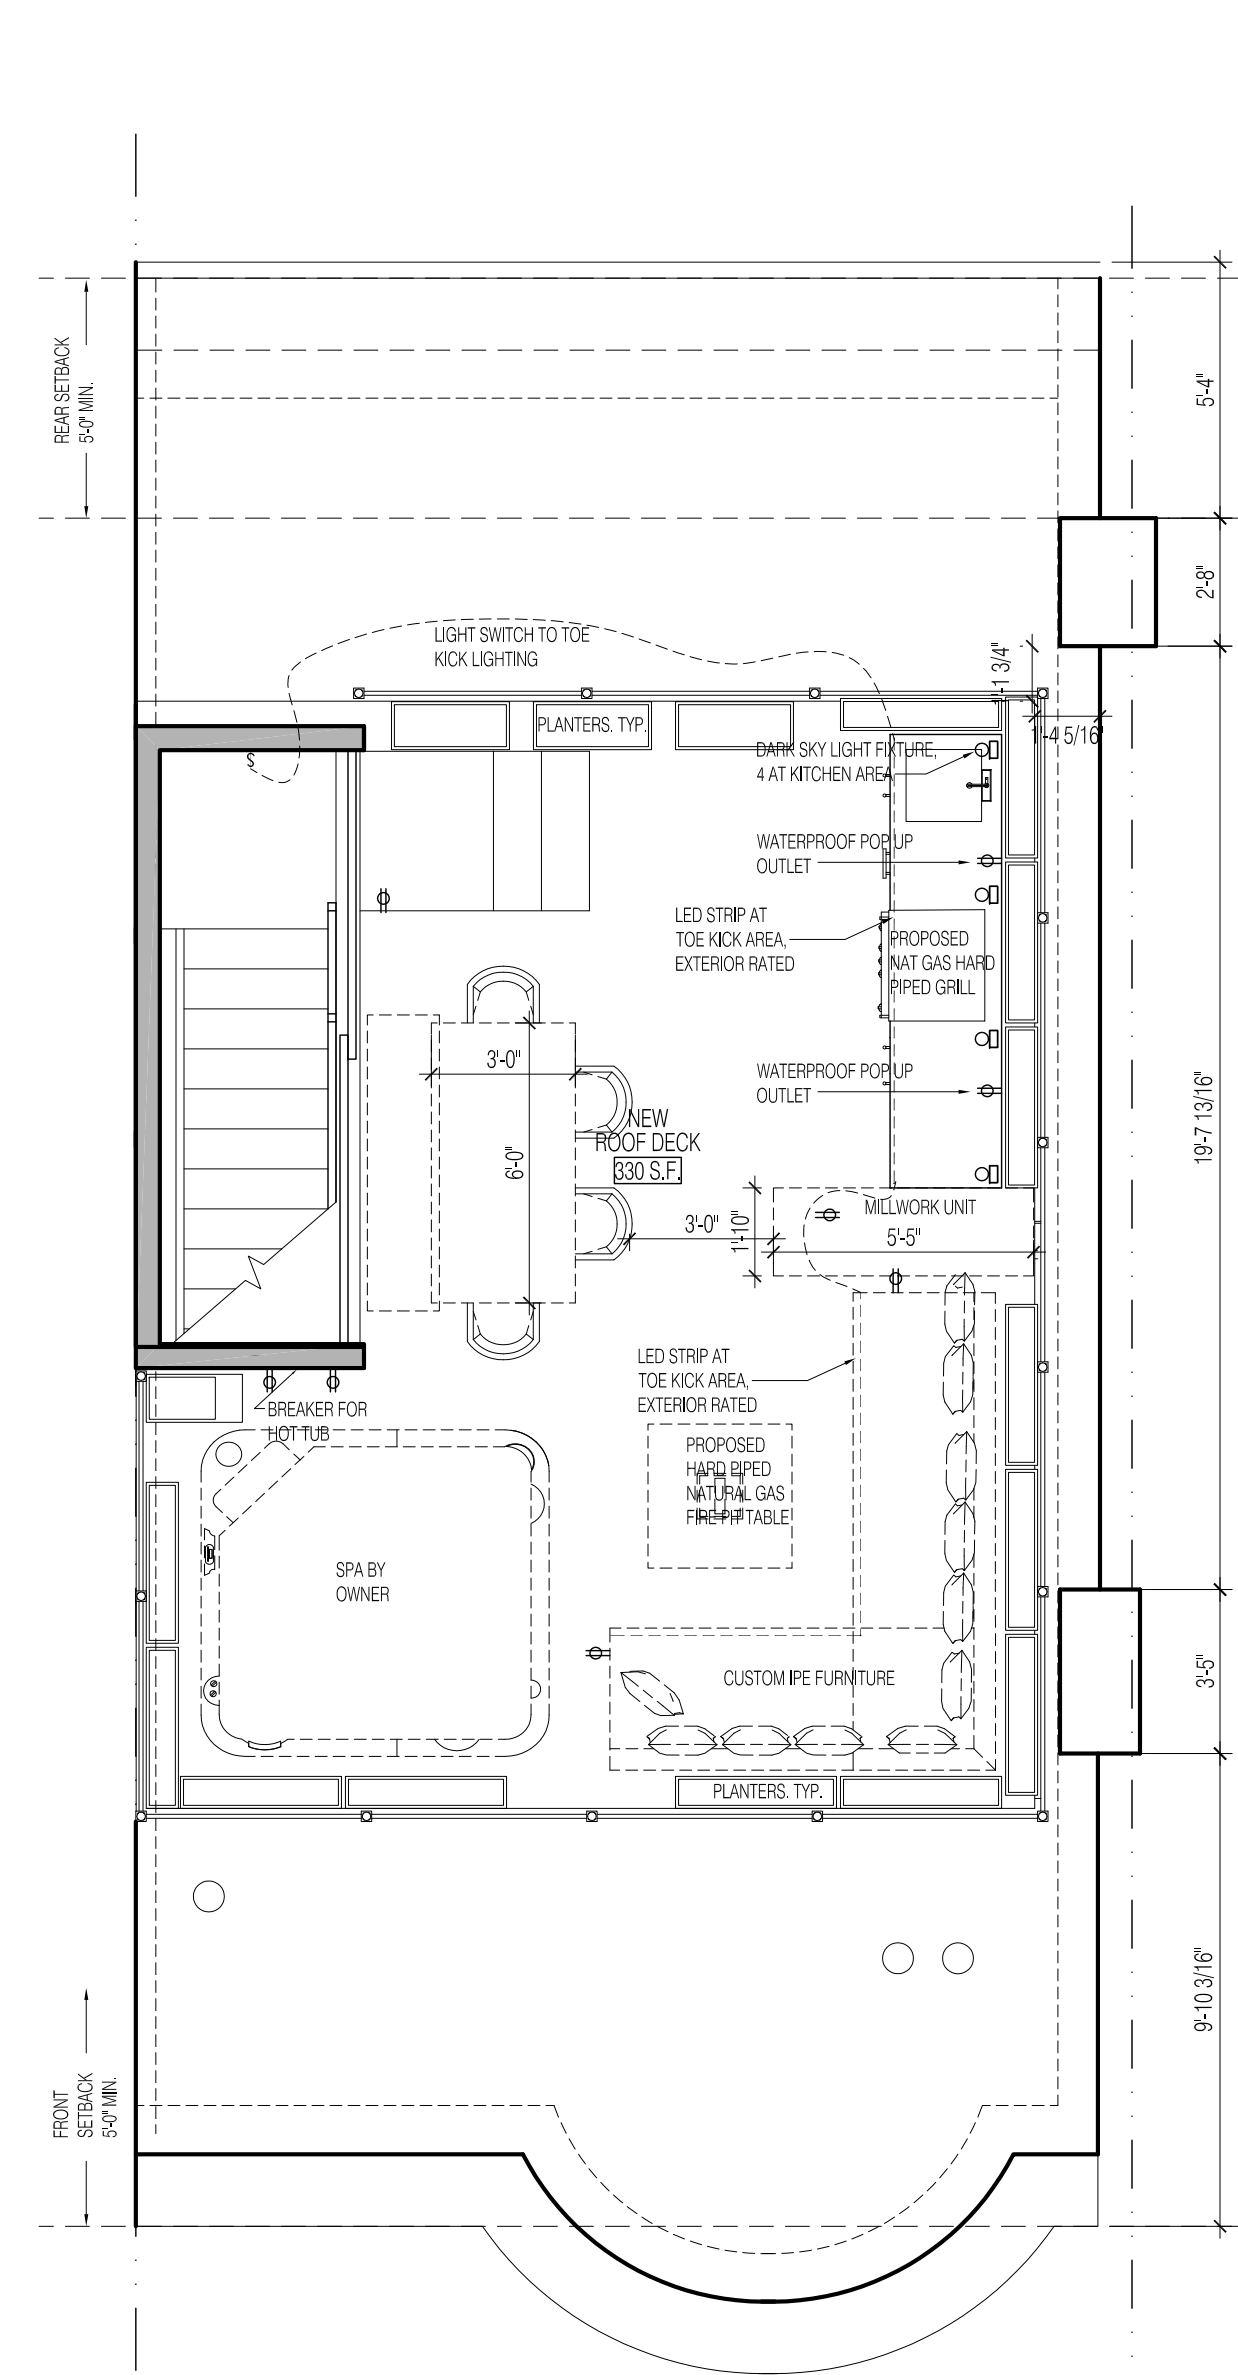 REAR SETBACK
5'-0" MIN.
5'-4"
2'-8"
LIGHT SWITCH TO TOE
KICK LIGHTING
1'-1 3/4"
1'-4 5/16"
PLANTERS. TYP.
$
DARK SKY LIGHT FIXTURE,
4 AT KITCHEN AREA
WATERPROOF POP UP
OUTLET
LED STRIP AT
TOE KICK AREA,
EXTERIOR RATED
PROPOSED
NAT GAS HARD
PIPED GRILL
3'-0"
WATERPROOF POP UP
OUTLET
NEW
ROOF DECK
330 S.F.
6'-0"
19'-7 13/16"
MILLWORK UNIT
3'-0"
1'-10"
5'-5"
LED STRIP AT
TOE KICK AREA,
EXTERIOR RATED
BREAKER FOR
HOT TUB
PROPOSED
HARD PIPED
NATURAL GAS
FIRE PIT TABLE
SPA BY
OWNER
CUSTOM IPE FURNITURE
3'-5"
PLANTERS. TYP.
9'-10 3/16"
FRONT
SETBACK
5'-0" MIN.